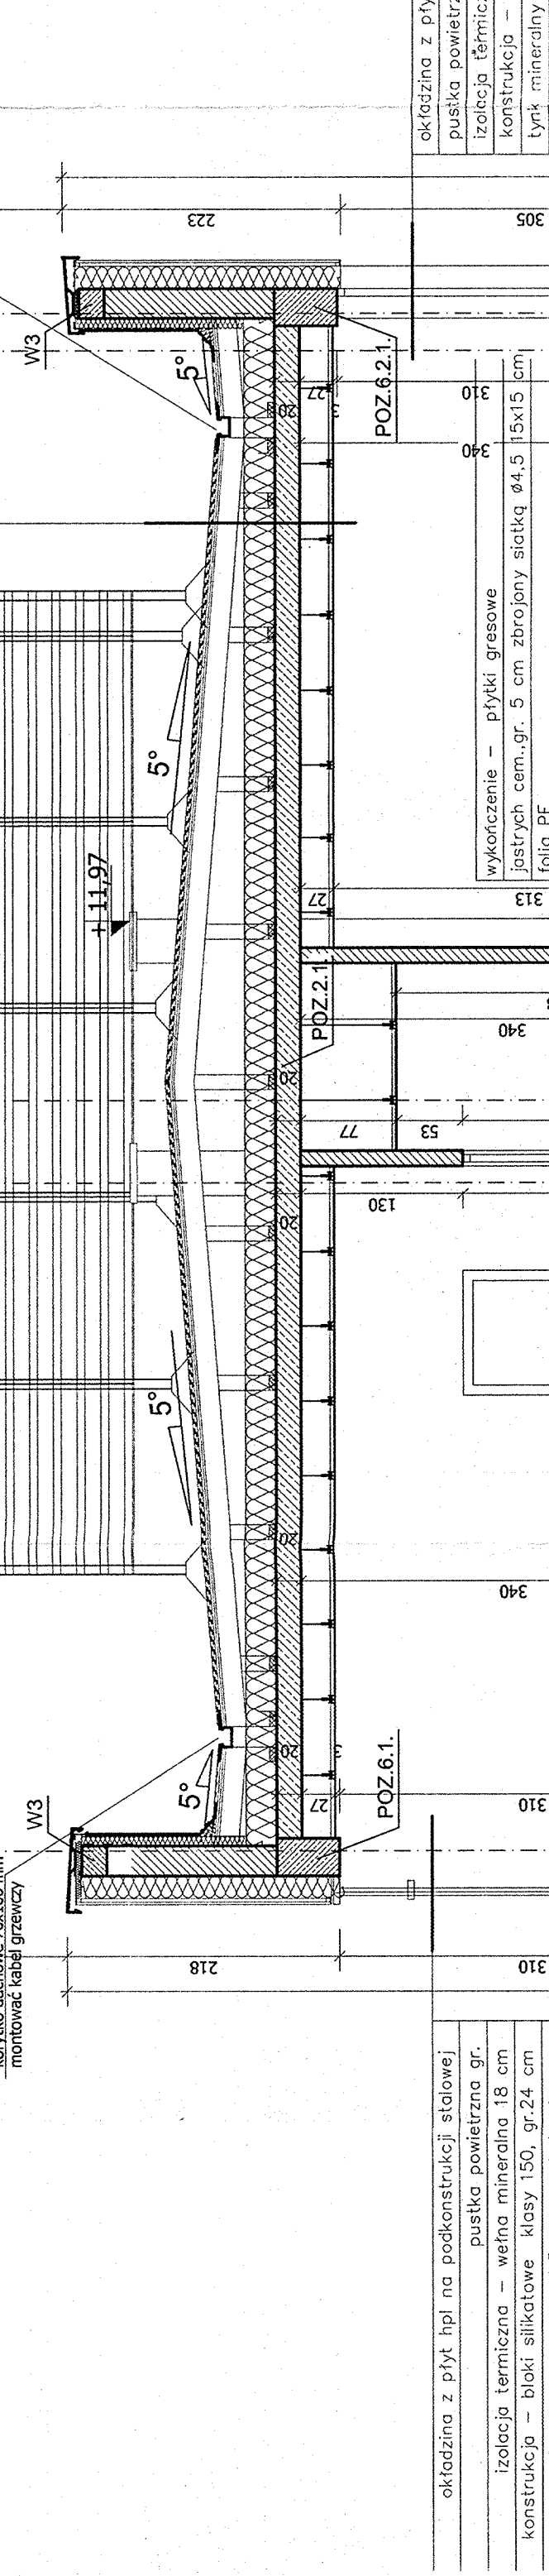 okładzina z
pustka
izolacja termicz
konstrukcja –
tynk mineralny
223
305
W3
5°
27
20
3
POZ.6.2.1.
310
340
wykończenie – płytki gresowe
jastrych cem.,gr. 5 cm zbrojony siatką ø4,5 15x15 cm
folia PE
5°
+ 11,97
27
313
POZ.2.1.
20
340
77
53
20
130
5°
20
340
5°
20
3
27
POZ.6.1.
310
W3
montować kabel grzewczy
218
310
okładzina z płyt hpl na podkonstrukcji stalowej
pustka powietrzna gr.
izolacja termiczna – wełna mineralna 18 cm
konstrukcja – bloki silikatowe klasy 150, gr.24 cm